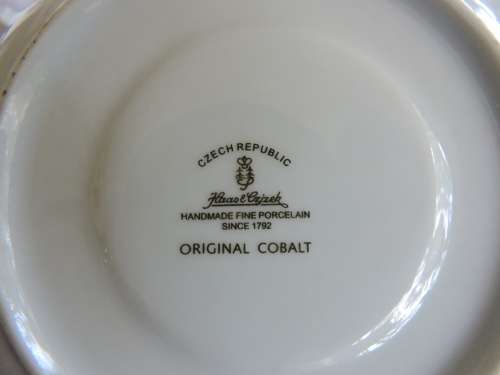 CZECH REPUBLIC
Haas & Czjzek
HANDMADE FINE PORCELAIN
SINCE 1792
ORIGINAL COBALT